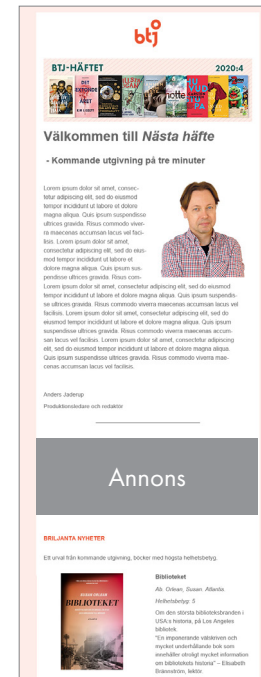 btj
BTJ-HÄFTET 2020:4
Välkommen till Nästa häfte
- Kommande utgivning på tre minuter
Lorem ipsum dolor sit amet, consec-
tetur adipiscing elit, sed do eiusmod
tempor incididunt ut labore et dolore
magna aliqua. Quis ipsum suspendisse
ultrices gravida. Risus commodo viver-
ra maecenas accumsan lacus vel faci-
lisis. Lorem ipsum dolor sit amet,
consectetur adipiscing elit, sed do eius-
mod tempor incididunt ut labore et
dolore magna aliqua. Quis ipsum sus-
pendisse ultrices gravida. Risus com-
Lorem ipsum dolor sit amet, consectetur adipiscing elit, sed do eiusmod
tempor incididunt ut labore et dolore magna aliqua. Quis ipsum suspendis-
se ultrices gravida. Risus commodo viverra maecenas accumsan lacus vel
facilisis. Lorem ipsum dolor sit amet, consectetur adipiscing elit, sed do
eiusmod tempor incididunt ut labore et dolore magna aliqua. Quis ipsum
suspendisse ultrices gravida. Risus commodo viverra maecenas accum-
san lacus vel facilisis. Lorem ipsum dolor sit amet, consectetur adipiscing
elit, sed do eiusmod tempor incididunt ut labore et dolore magna aliqua.
Quis ipsum suspendisse ultrices gravida. Risus commodo viverra mae-
cenas accumsan lacus vel facilisis.
Anders Jaderup
Produktionsledare och redaktör
Annons
BRILJANTA NYHETER
Ett urval från kommande utgivning, böcker med högsta helhetsbetyg.
SUSAN ORLEAN
BIBLIOTEKET
Biblioteket
Ab. Orlean, Susan. Atlantis.
Helhetsbetyg: 5.
Om den största biblioteksbranden i
USA:s historia, på Los Angeles
bibliotek.
"En imponerande välskriven och
mycket underhållande bok som
innehåller otroligt mycket information
om bibliotekets historia" – Elisabeth
Brännström, lektör